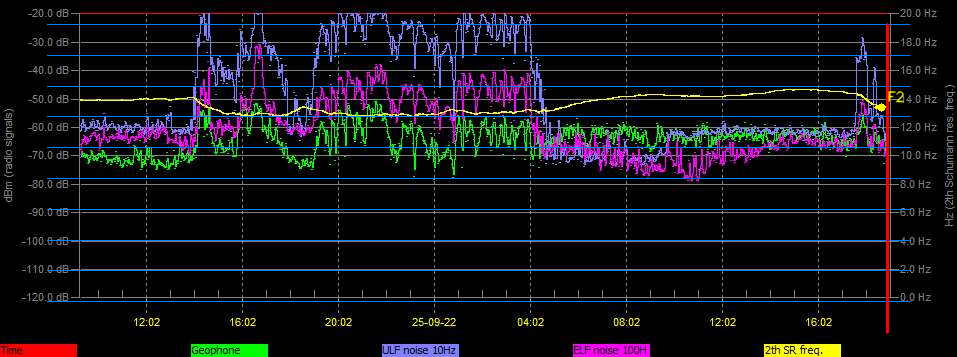 -20.0 dB 20.0 Hz
-30.0 dB 18.0 Hz
-40.0 dB 16.0 Hz
-50.0 dB 14.0 Hz
F2
-60.0 dB 12.0 Hz
-70.0 dB 10.0 Hz
-80.0 dB 8.0 Hz
-90.0 dB 6.0 Hz
-100.0 dB 4.0 Hz
-110.0 dB 2.0 Hz
-120.0 dB 0.0 Hz
dBm (radio signals)
Hz (2th Schumann res. freq.)
12:02 16:02 20:02 25-09-22 04:02 08:02 12:02 16:02
Time Geophone ULF noise 10Hz ELF noise 100H 2th SR freq.